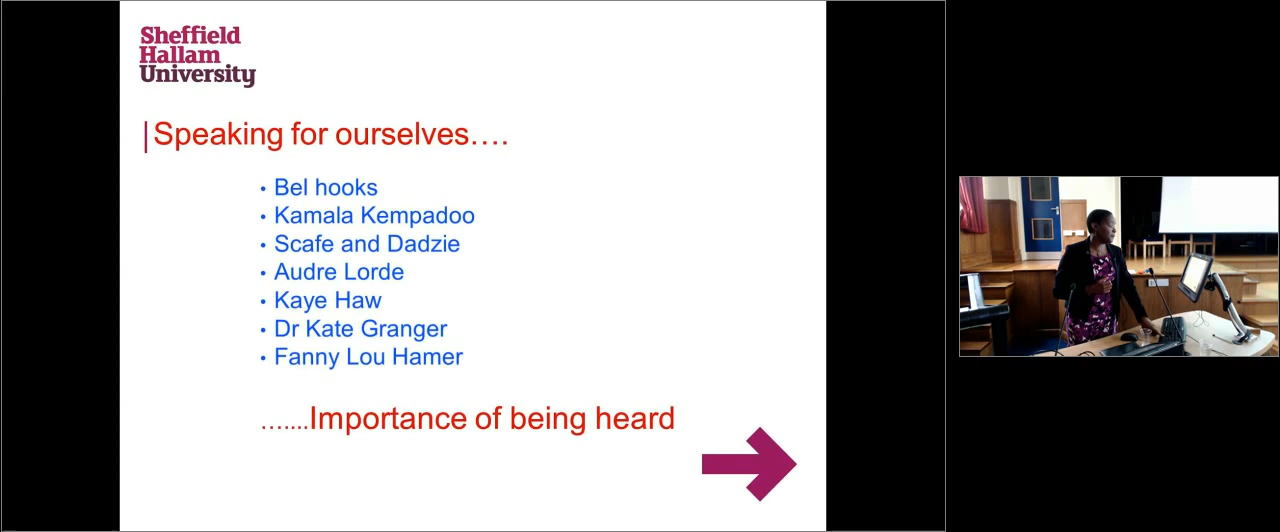 Sheffield
Hallam
University
Speaking for ourselves….
• Bel hooks
• Kamala Kempadoo
• Scafe and Dadzie
• Audre Lorde
• Kaye Haw
• Dr Kate Granger
• Fanny Lou Hamer
…....Importance of being heard